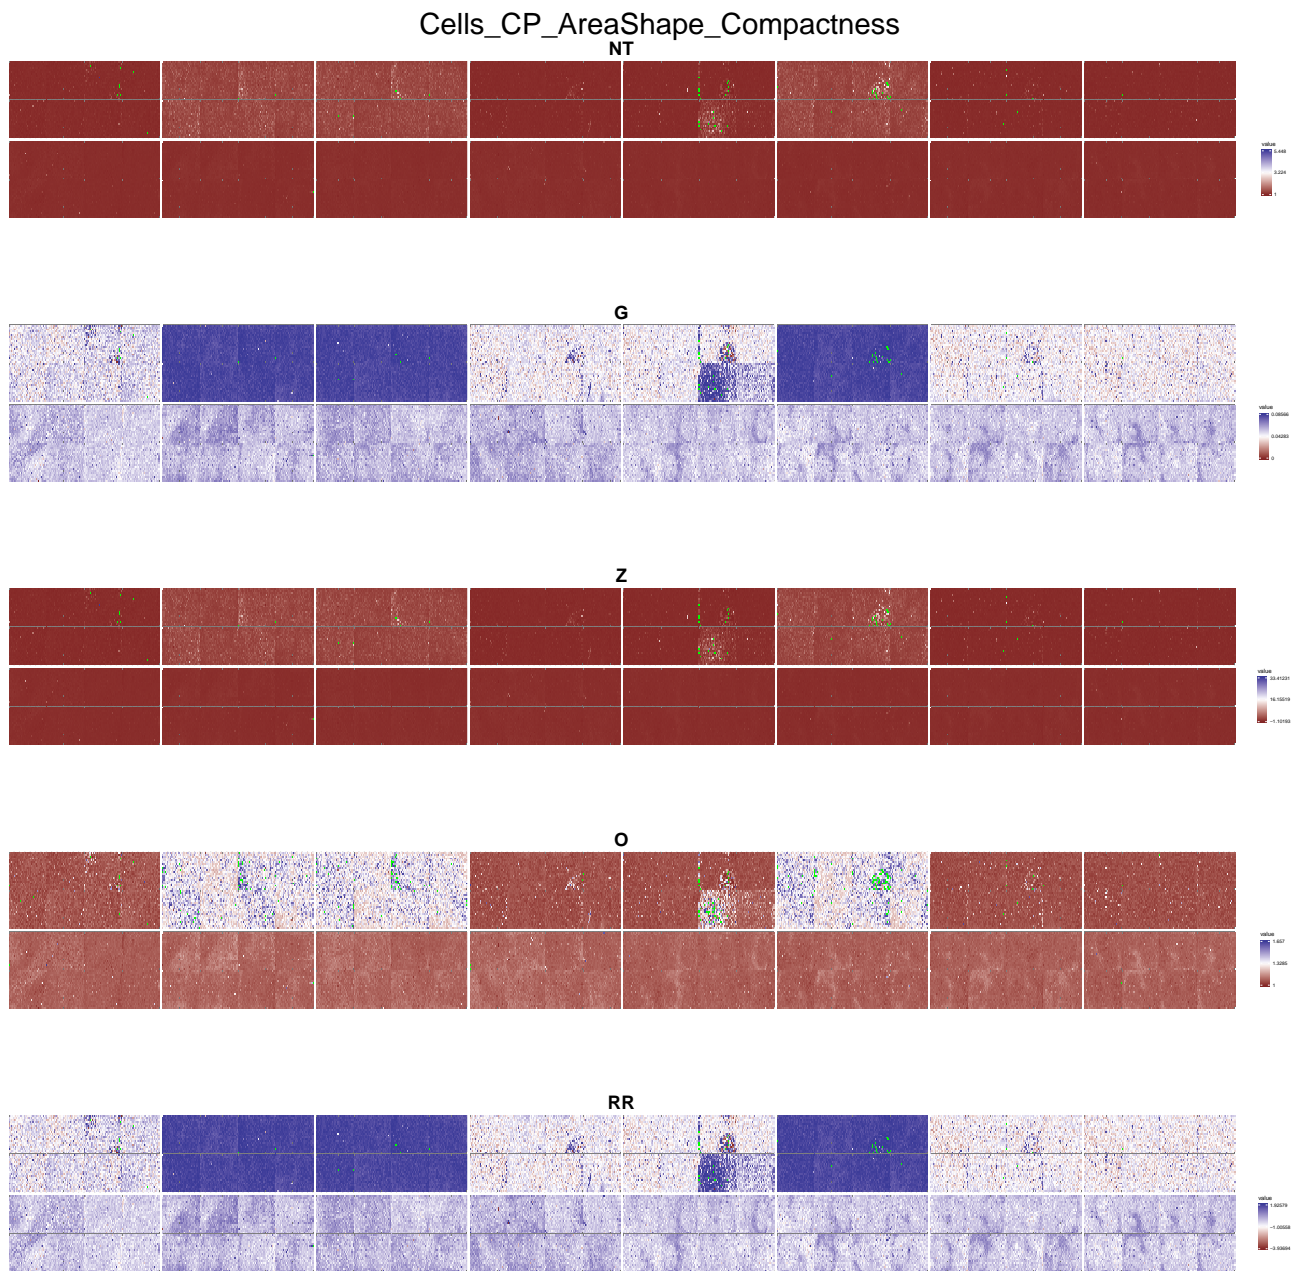 Cells_CP_AreaShape_Compactness
NT
value
5.448
3.224
1
G
value
0.08566
0.04283
0
Z
value
33.41231
16.15519
-1.10193
O
value
1.657
1.3285
1
RR
value
1.92579
-1.00558
-3.93694